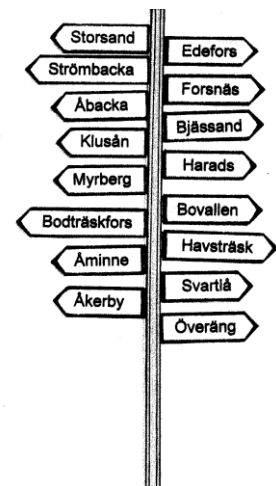 Storsand
Edefors
Strömbacka
Forsnäs
Åbacka
Bjässand
Klusån
Harads
Myrberg
Bovallen
Bodträskfors
Havsträsk
Åminne
Svartlå
Åkerby
Överäng